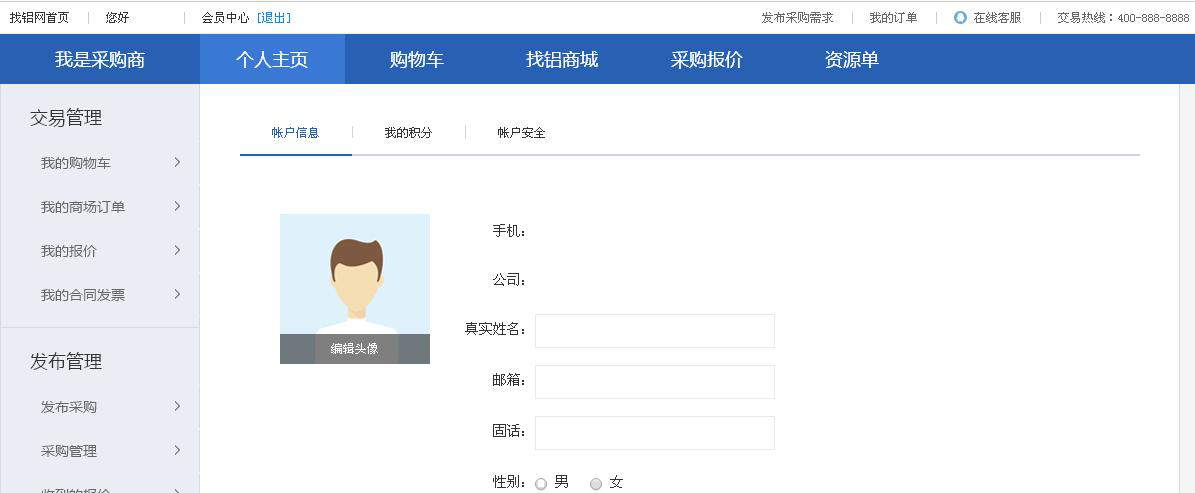 找铝网首页 您好 会员中心 [退出] 发布采购需求 我的订单 在线客服 交易热线：400-888-8888
我是采购商 个人主页 购物车 找铝商城 采购报价 资源单
交易管理
我的购物车
我的商场订单
我的报价
我的合同发票
发布管理
发布采购
采购管理
收到的报价
帐户信息 我的积分 帐户安全
编辑头像
手机：
公司：
真实姓名：
邮箱：
固话：
性别： 男 女